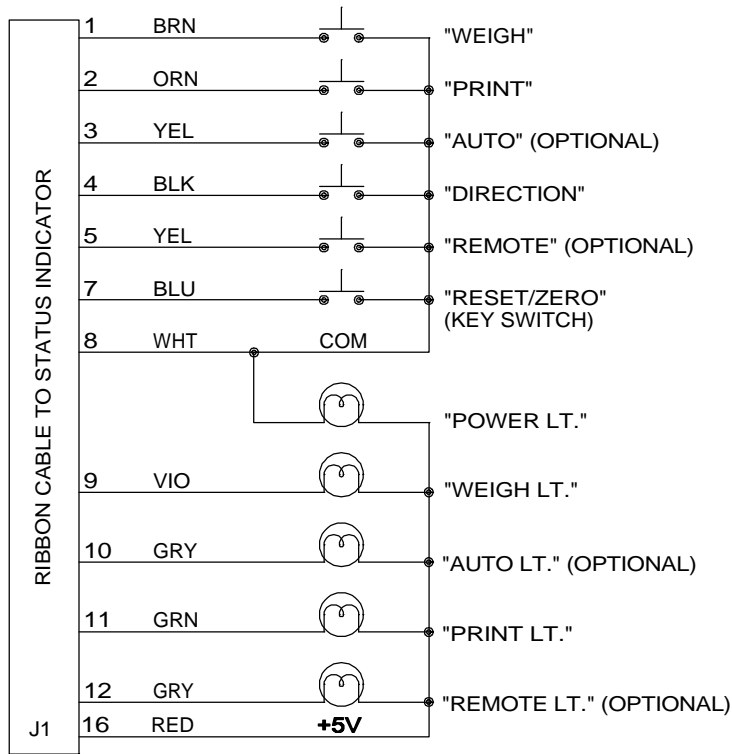 1 BRN "WEIGH"
2 ORN "PRINT"
3 YEL "AUTO" (OPTIONAL)
4 BLK "DIRECTION"
5 YEL "REMOTE" (OPTIONAL)
7 BLU "RESET/ZERO"
(KEY SWITCH)
8 WHT COM
"POWER LT."
9 VIO "WEIGH LT."
10 GRY "AUTO LT." (OPTIONAL)
11 GRN "PRINT LT."
12 GRY "REMOTE LT." (OPTIONAL)
16 RED +5V
RIBBON CABLE TO STATUS INDICATOR
J1